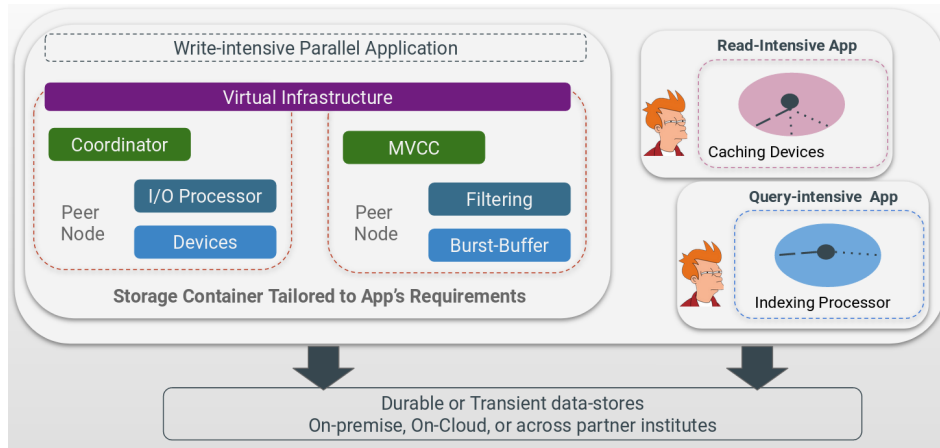 Write-intensive Parallel Application
Virtual Infrastructure
Coordinator
I/O Processor
Peer
Node
Devices
MVCC
Filtering
Peer
Node
Burst-Buffer
Storage Container Tailored to App's Requirements
Read-Intensive App
Caching Devices
Query-intensive App
Indexing Processor
Durable or Transient data-stores
On-premise, On-Cloud, or across partner institutes